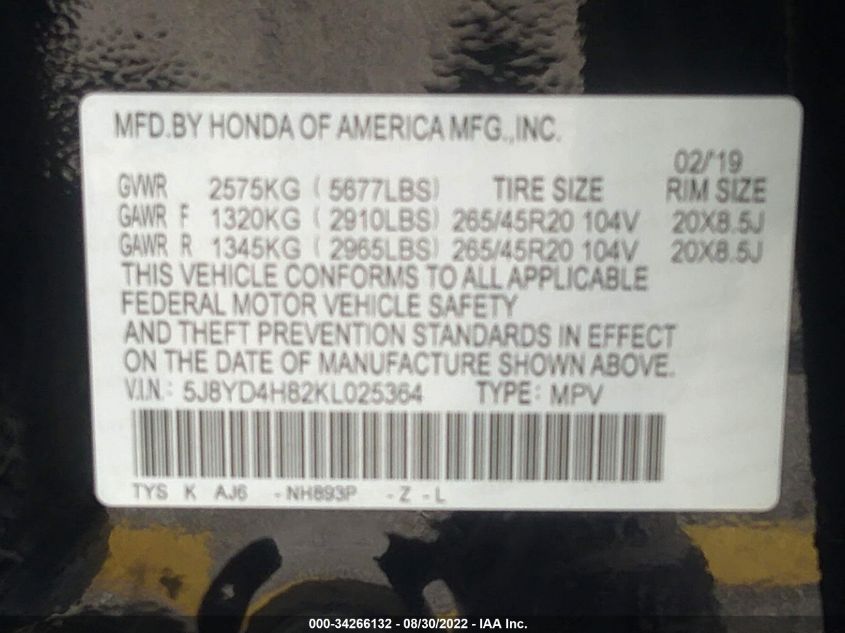 MFD.BY HONDA OF AMERICA MFG.,INC.
02/'19
GVWR 2575KG ( 5677LBS) TIRE SIZE RIM SIZE
GAWR F 1320KG ( 2910LBS) 265/45R20 104V 20X8.5J
GAWR R 1345KG ( 2965LBS) 265/45R20 104V 20X8.5J
THIS VEHICLE CONFORMS TO ALL APPLICABLE
FEDERAL MOTOR VEHICLE SAFETY
AND THEFT PREVENTION STANDARDS IN EFFECT
ON THE DATE OF MANUFACTURE SHOWN ABOVE.
V.I.N.: 5J8YD4H82KL025364 TYPE: MPV
TYS K AJ6 -NH893P -Z -L
000-34266132 - 08/30/2022 - IAA Inc.